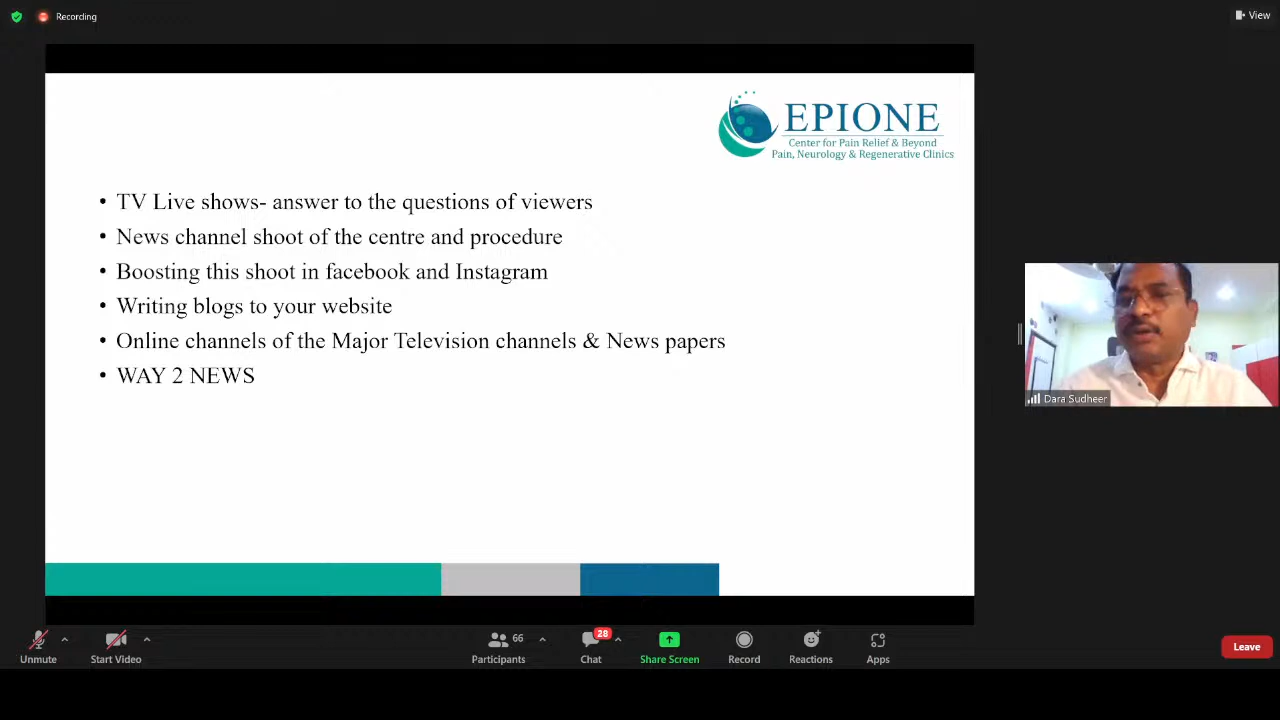 Recording
View
EPIONE
Center for Pain Relief & Beyond
Pain, Neurology & Regenerative Clinics
• TV Live shows- answer to the questions of viewers
• News channel shoot of the centre and procedure
• Boosting this shoot in facebook and Instagram
• Writing blogs to your website
• Online channels of the Major Television channels & News papers
• WAY 2 NEWS
Dara Sudheer
66
28
Unmute
Start Video
Participants
Chat
Share Screen
Record
Reactions
Apps
Leave